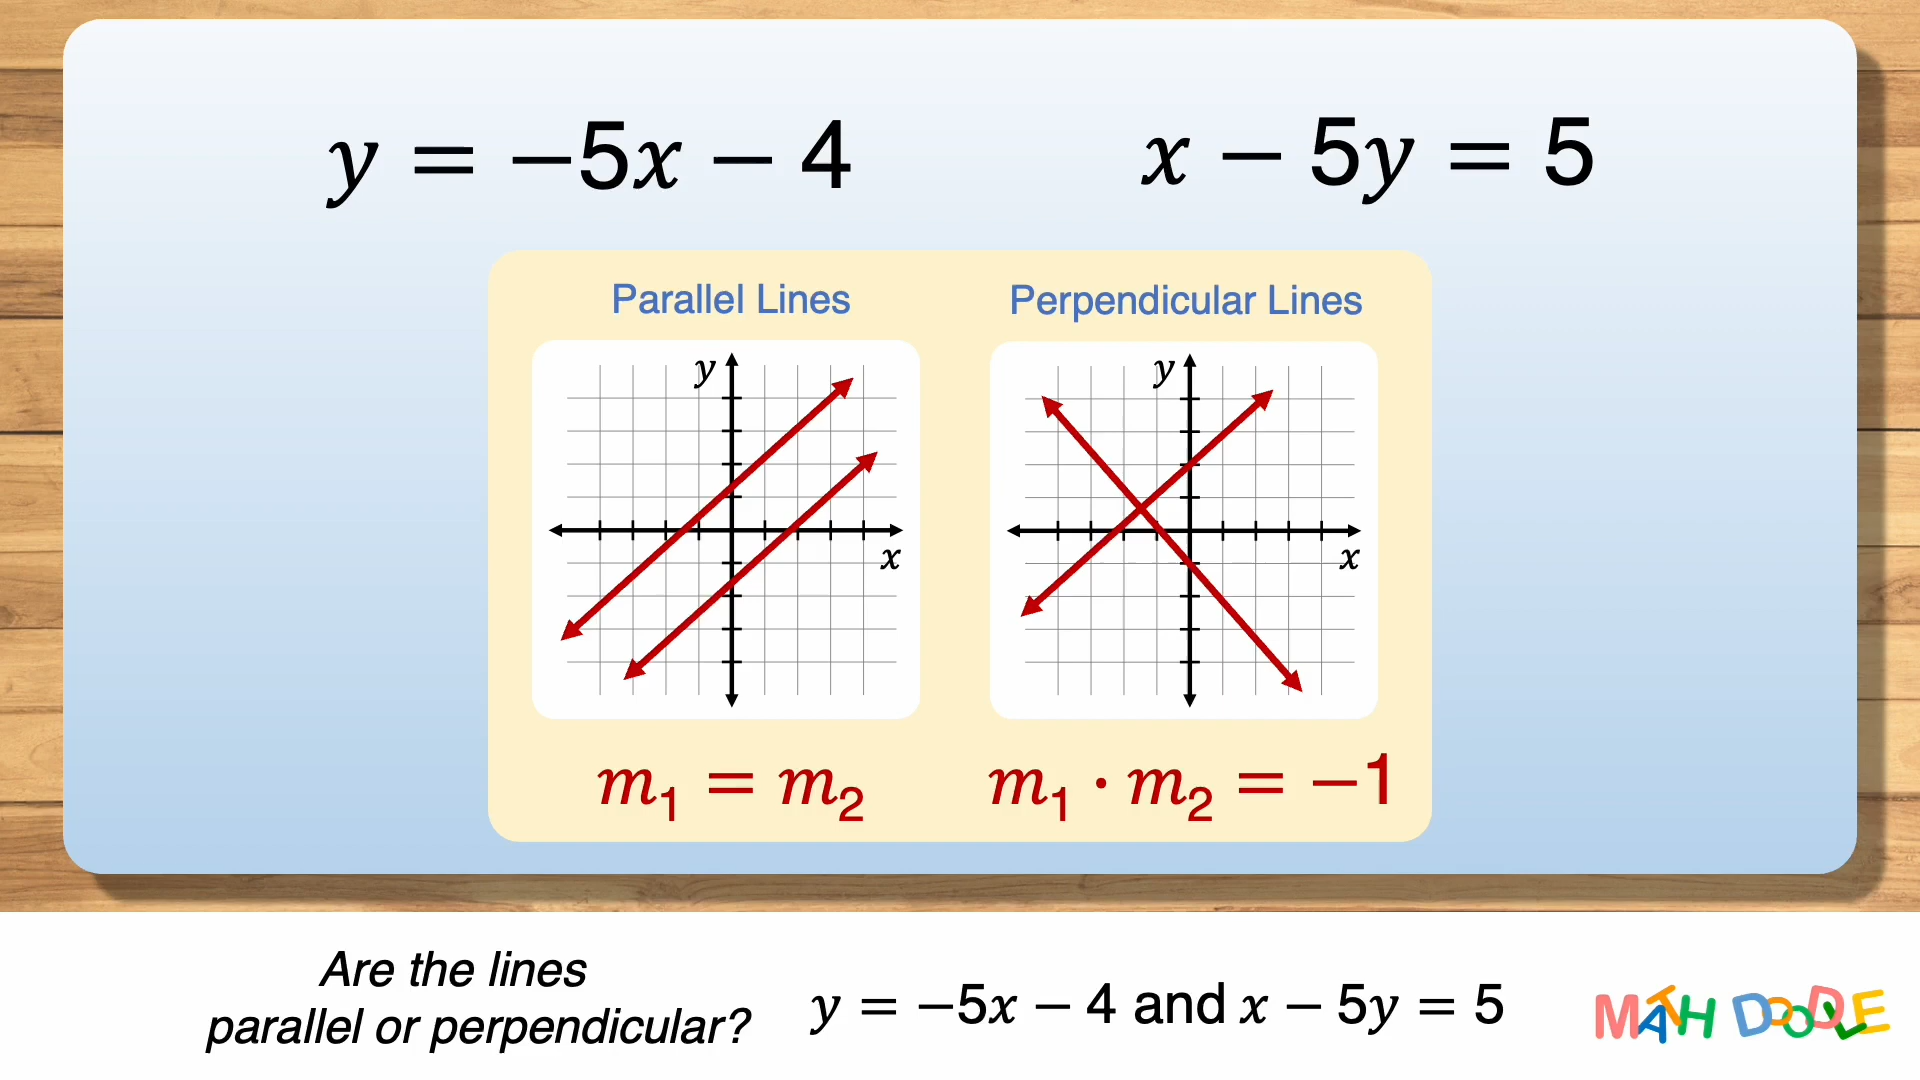 y = −5x − 4
x − 5y = 5
Parallel Lines
Perpendicular Lines
y
x
y
x
m₁ = m₂
m₁ · m₂ = −1
Are the lines
parallel or perpendicular?
y = −5x − 4 and x − 5y = 5
MATH DOODLE